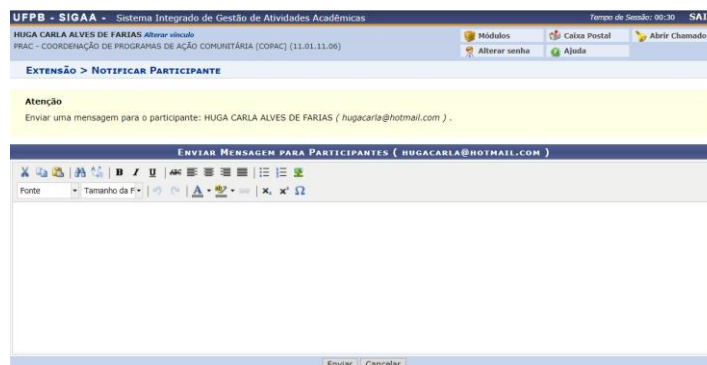 UFPB - SIGAA - Sistema Integrado de Gestão de Atividades Acadêmicas
Tempo de Sessão: 00:30 SAI
HUGA CARLA ALVES DE FARIAS Alterar vínculo
PRAC - COORDENAÇÃO DE PROGRAMAS DE AÇÃO COMUNITÁRIA (COPAC) (11.01.11.06)
Módulos Caixa Postal Abrir Chamado
Alterar senha Ajuda
EXTENSÃO > NOTIFICAR PARTICIPANTE
Atenção
Enviar uma mensagem para o participante: HUGA CARLA ALVES DE FARIAS ( hugacarla@hotmail.com ) .
ENVIAR MENSAGEM PARA PARTICIPANTES ( HUGACARLA@HOTMAIL.COM )
B I U ABC
Fonte Tamanho da F A ab x, x² Ω
Enviar Cancelar